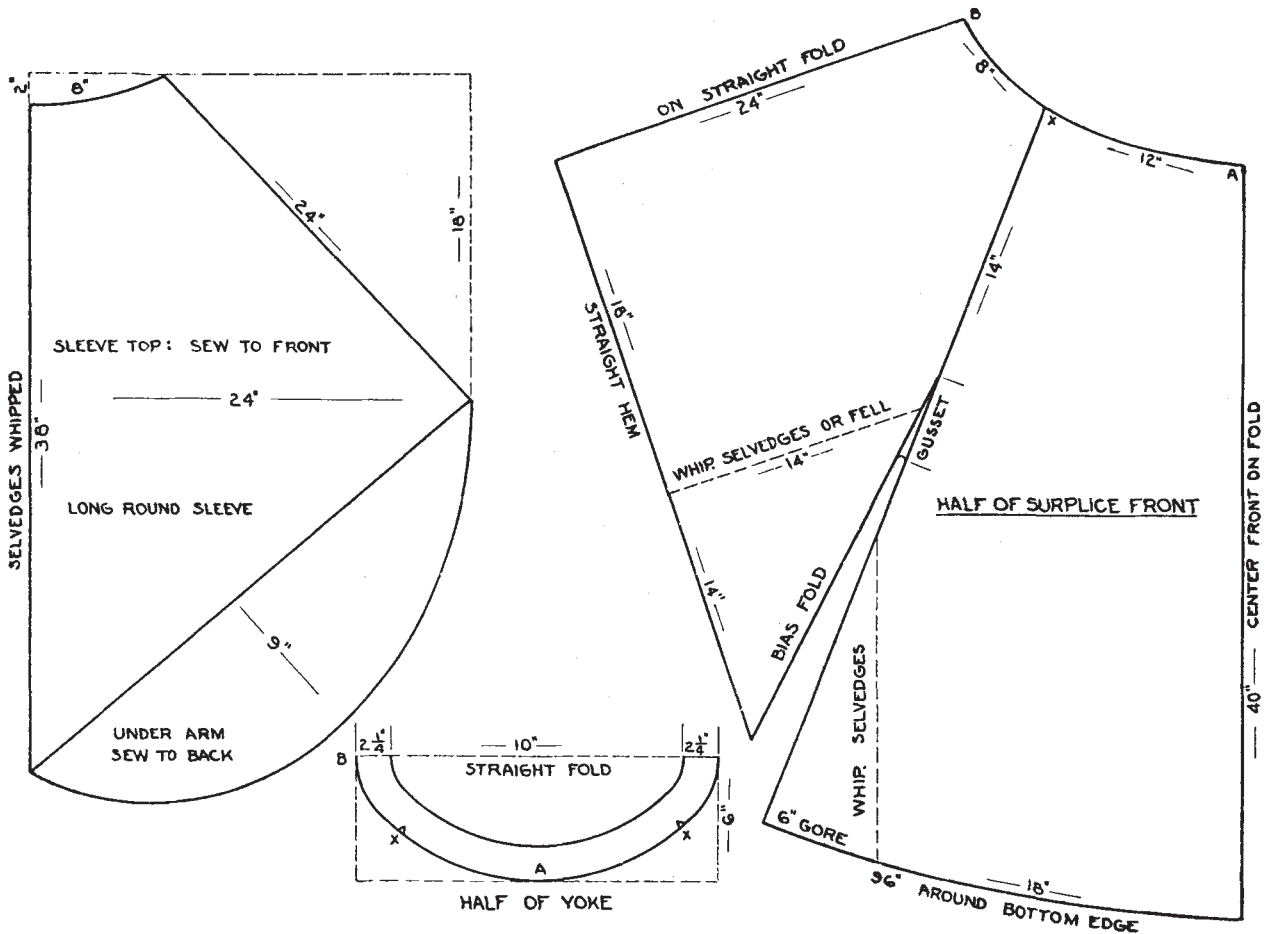 2"
8"
24"
18"
SLEEVE TOP: SEW TO FRONT
24"
SELVEDGES WHIPPED
38"
LONG ROUND SLEEVE
9"
UNDER ARM
SEW TO BACK
B
2 1/4"
10"
2 1/4"
STRAIGHT FOLD
6"
X
X
A
HALF OF YOKE
B
ON STRAIGHT FOLD
24"
8"
X
12"
A
14"
18"
STRAIGHT HEM
WHIP. SELVEDGES OR FELL
14"
GUSSET
HALF OF SURPLICE FRONT
14"
BIAS FOLD
WHIP. SELVEDGES
CENTER FRONT ON FOLD
40"
6" GORE
18"
96" AROUND BOTTOM EDGE